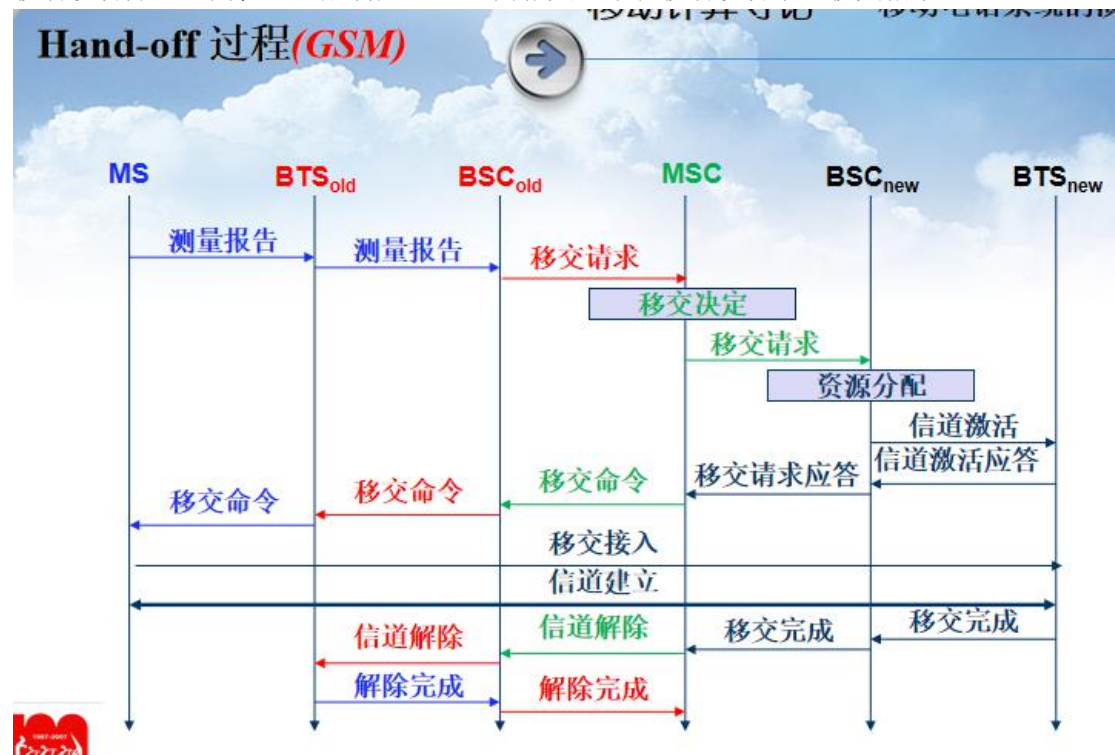 Hand-off 过程(GSM)
MS BTSold BSCold MSC BSCnew BTSnew
测量报告
测量报告
移交请求
移交决定
移交请求
资源分配
信道激活
信道激活应答
移交请求应答
移交命令
移交命令
移交命令
移交接入
信道建立
移交完成
移交完成
信道解除
信道解除
解除完成
解除完成
1907-2007